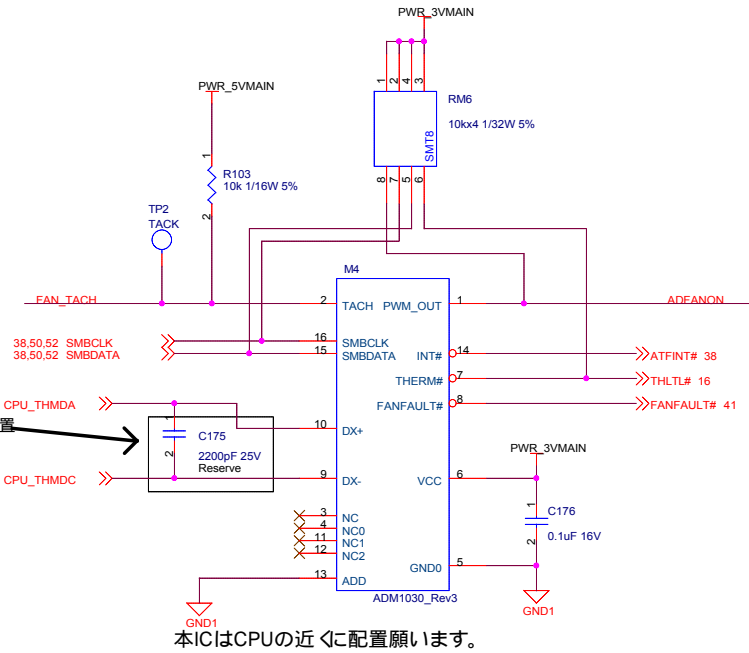 PWR_3VMAIN
PWR_5VMAIN
1
2
4
3
RM6
10kx4 1/32W 5%
SMT8
8
7
5
6
1
R103
10k 1/16W 5%
2
TP2
TACK
M4
FAN_TACH
2
TACH
PWM_OUT
1
ADFANON
38,50,52 SMBCLK
16
SMBCLK
38,50,52 SMBDATA
15
SMBDATA
INT#
14
ATFINT# 38
THERM#
7
THLTL# 16
FANFAULT#
8
FANFAULT# 41
CPU_THMDA
置
1
C175
2200pF 25V
Reserve
2
10
DX+
CPU_THMDC
9
DX-
PWR_3VMAIN
VCC
6
3
NC
4
NC0
11
NC1
12
NC2
1
C176
0.1uF 16V
2
13
ADD
GND0
5
ADM1030_Rev3
GND1
GND1
本ICはCPUの近くに配置願います。